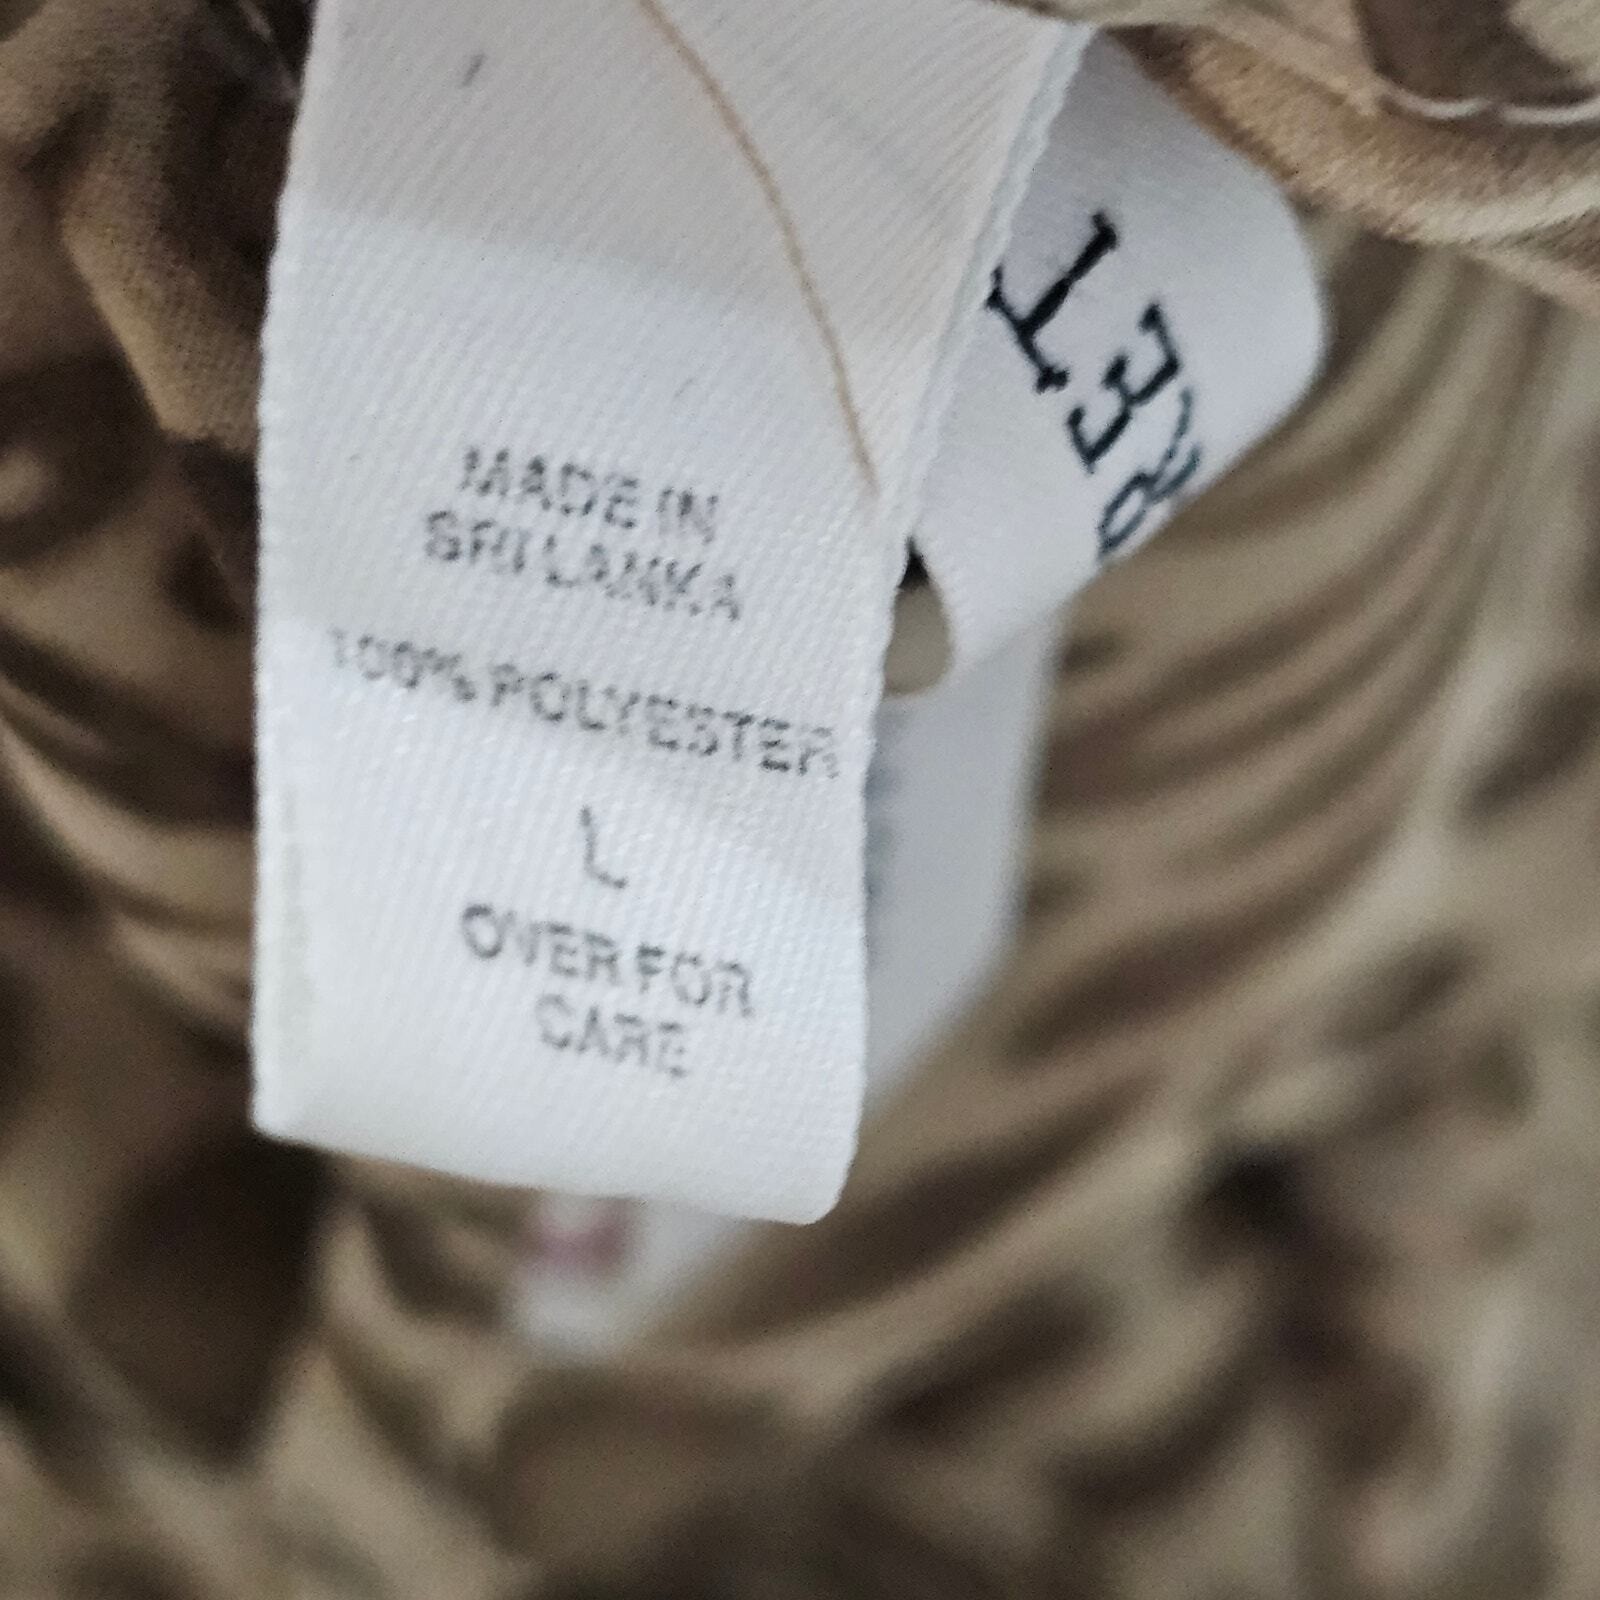 MADE IN
SRI LANKA
100% POLYESTER
L
OVER FOR
CARE